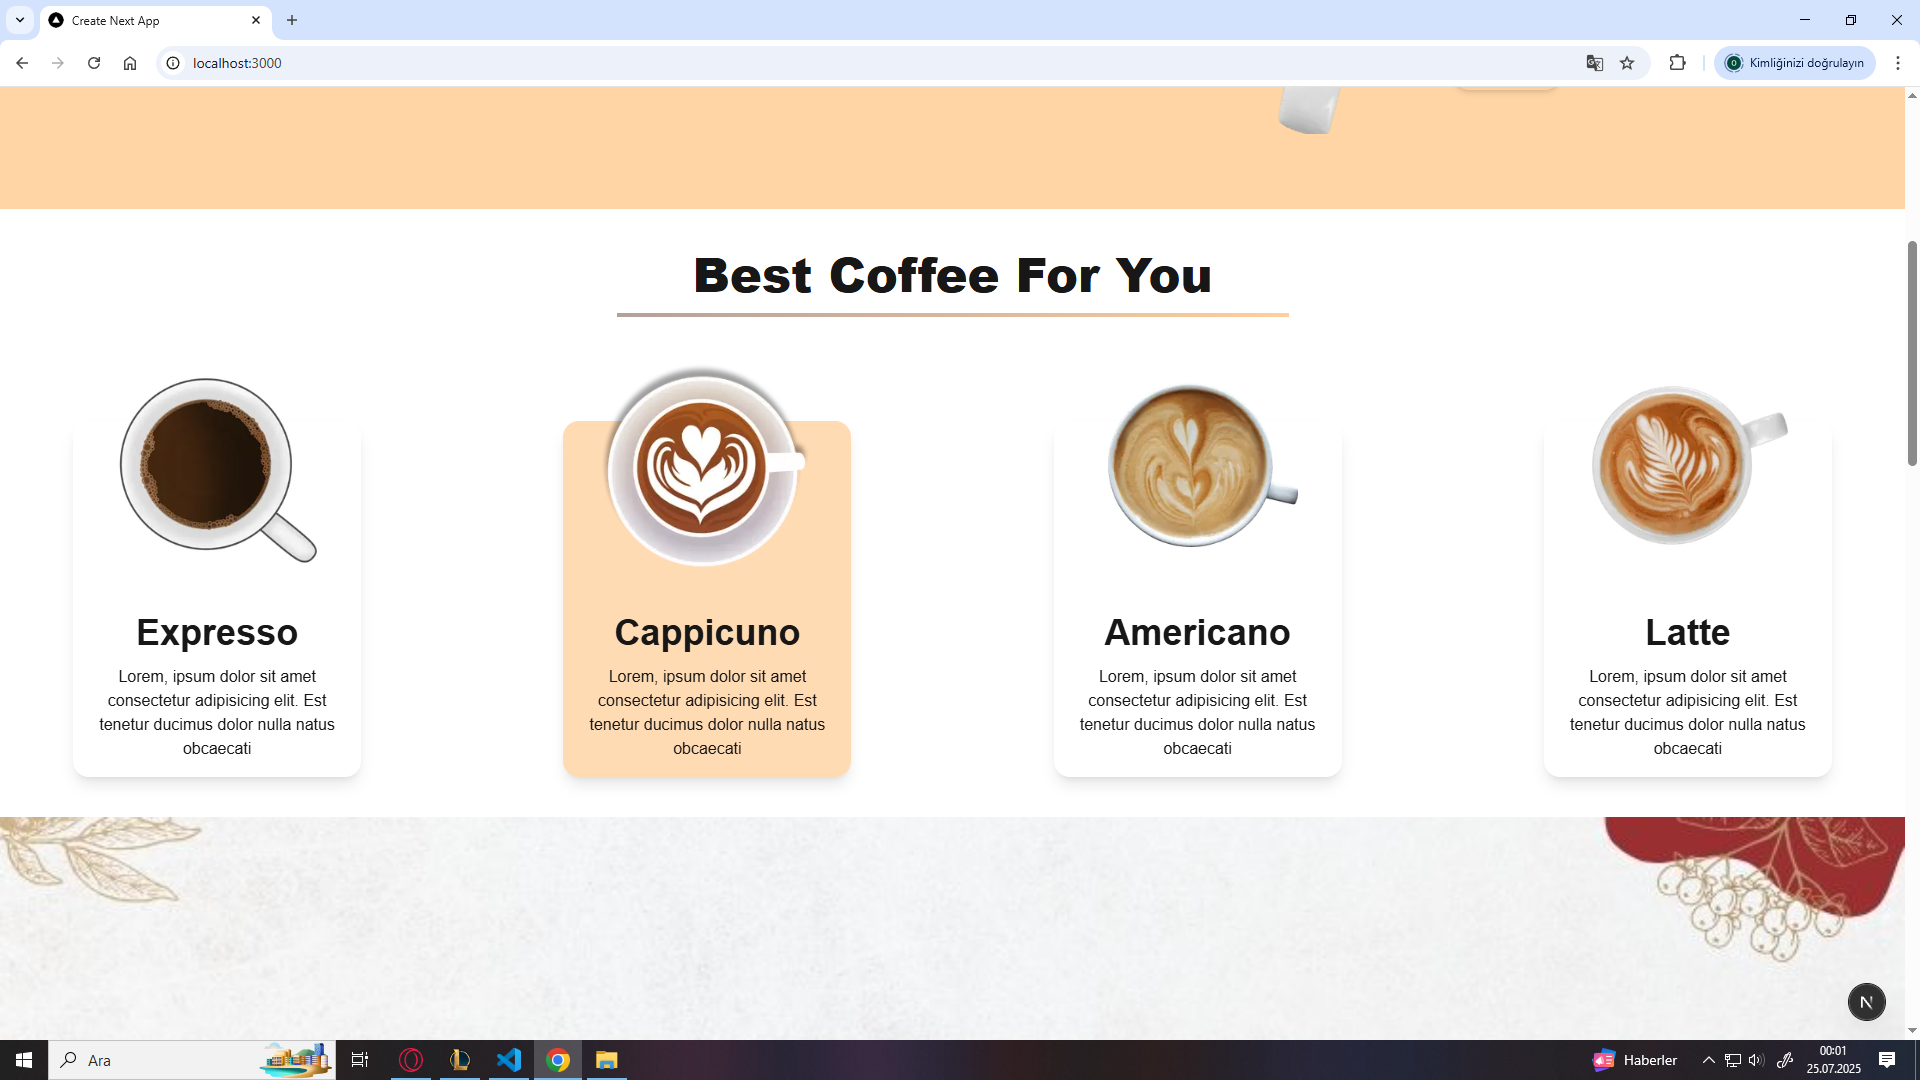 Create Next App
localhost:3000
Kimliğinizi doğrulayın
Best Coffee For You
Expresso
Lorem, ipsum dolor sit amet
consectetur adipisicing elit. Est
tenetur ducimus dolor nulla natus
obcaecati
Cappicuno
Lorem, ipsum dolor sit amet
consectetur adipisicing elit. Est
tenetur ducimus dolor nulla natus
obcaecati
Americano
Lorem, ipsum dolor sit amet
consectetur adipisicing elit. Est
tenetur ducimus dolor nulla natus
obcaecati
Latte
Lorem, ipsum dolor sit amet
consectetur adipisicing elit. Est
tenetur ducimus dolor nulla natus
obcaecati
N
Ara
Haberler
00:01
25.07.2025